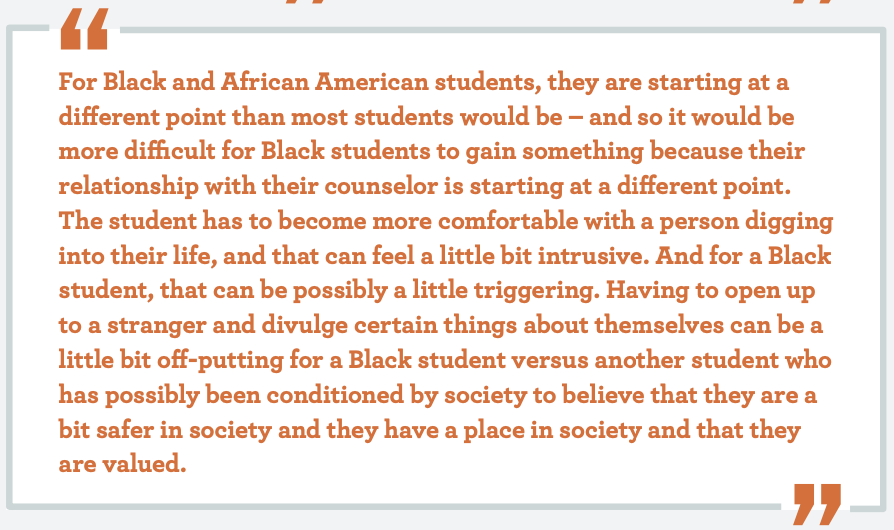 “
For Black and African American students, they are starting at a
different point than most students would be – and so it would be
more difficult for Black students to gain something because their
relationship with their counselor is starting at a different point.
The student has to become more comfortable with a person digging
into their life, and that can feel a little bit intrusive. And for a Black
student, that can be possibly a little triggering. Having to open up
to a stranger and divulge certain things about themselves can be a
little bit off-putting for a Black student versus another student who
has possibly been conditioned by society to believe that they are a
bit safer in society and they have a place in society and that they
are valued.
”